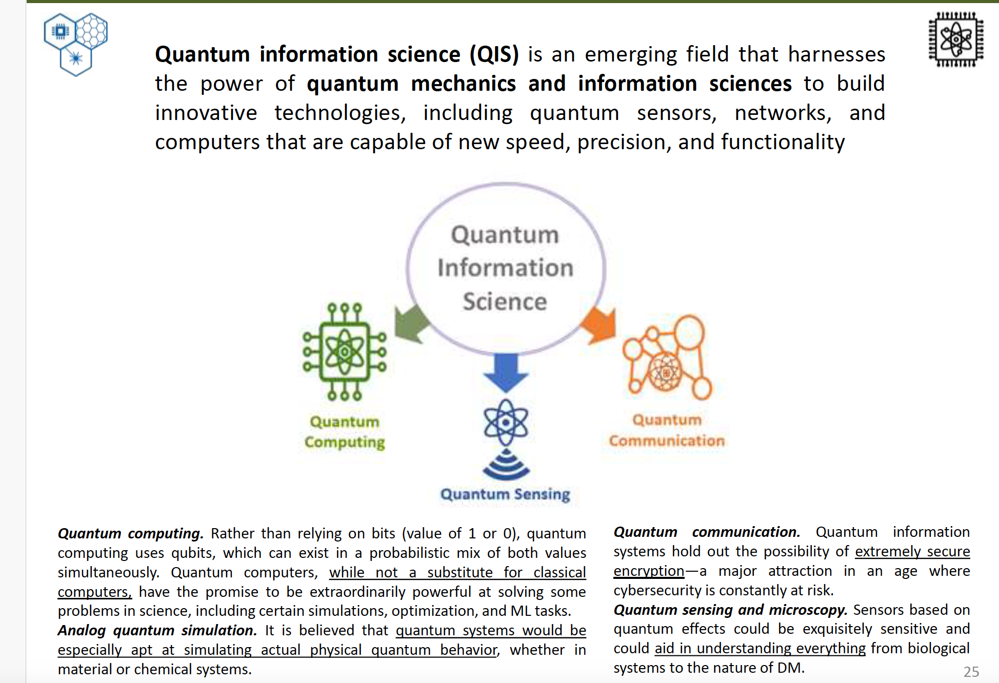 Quantum information science (QIS) is an emerging field that harnesses
the power of quantum mechanics and information sciences to build
innovative technologies, including quantum sensors, networks, and
computers that are capable of new speed, precision, and functionality
Quantum
Information
Science
Quantum
Computing
Quantum Sensing
Quantum
Communication
Quantum computing. Rather than relying on bits (value of 1 or 0), quantum
computing uses qubits, which can exist in a probabilistic mix of both values
simultaneously. Quantum computers, while not a substitute for classical
computers, have the promise to be extraordinarily powerful at solving some
problems in science, including certain simulations, optimization, and ML tasks.
Analog quantum simulation. It is believed that quantum systems would be
especially apt at simulating actual physical quantum behavior, whether in
material or chemical systems.
Quantum communication. Quantum information
systems hold out the possibility of extremely secure
encryption—a major attraction in an age where
cybersecurity is constantly at risk.
Quantum sensing and microscopy. Sensors based on
quantum effects could be exquisitely sensitive and
could aid in understanding everything from biological
systems to the nature of DM.
25